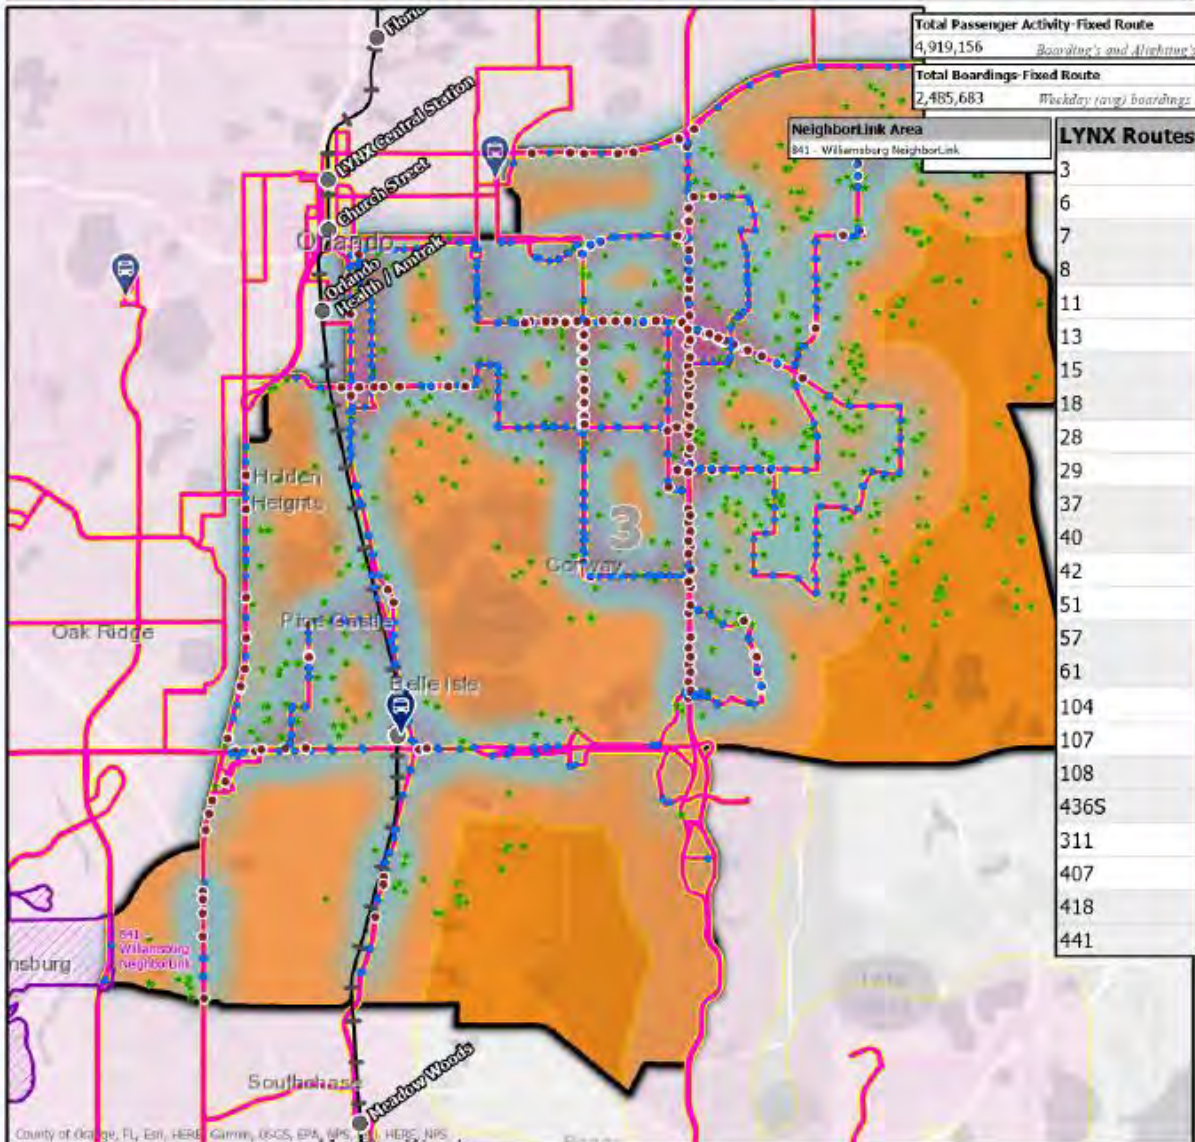 Total Passenger Activity-Fixed Route
4,919,156 Boarding's and Alighting's
Total Boardings-Fixed Route
2,485,683 Weekday (avg) boardings
NeighborLink Area
841 - Williamsburg NeighborLink
LYNX Routes
3
6
7
8
11
13
15
18
28
29
37
40
42
51
57
61
104
107
108
436S
311
407
418
441
LYNX Central Station
Church Street
Orlando
Orlando
Health / Amtrak
Holden
Heights
3
Conway
Pine Castle
Oak Ridge
Belle Isle
841
Williamsburg
NeighborLink
nsburg
Southchase
Meadow Woods
County of Orange, FL, Esri, HERE, Garmin, USGS, EPA, NPS, Esri, HERE, NPS